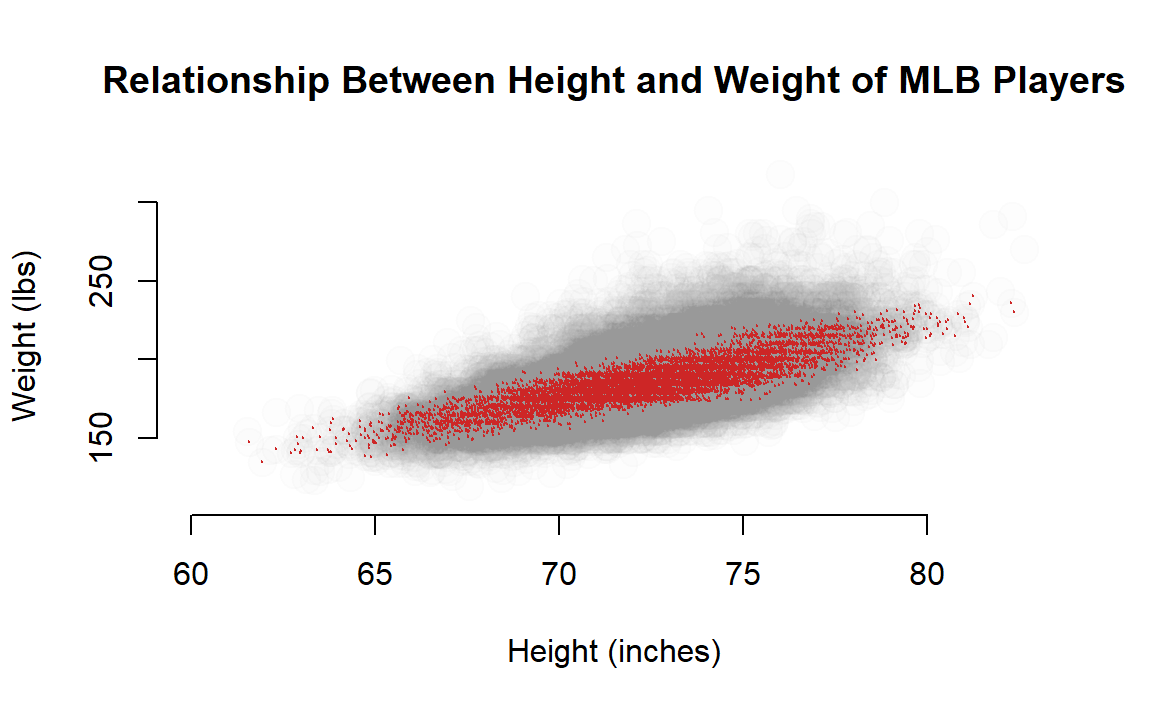 Relationship Between Height and Weight of MLB Players
Weight (lbs)
250
150
60 65 70 75 80
Height (inches)